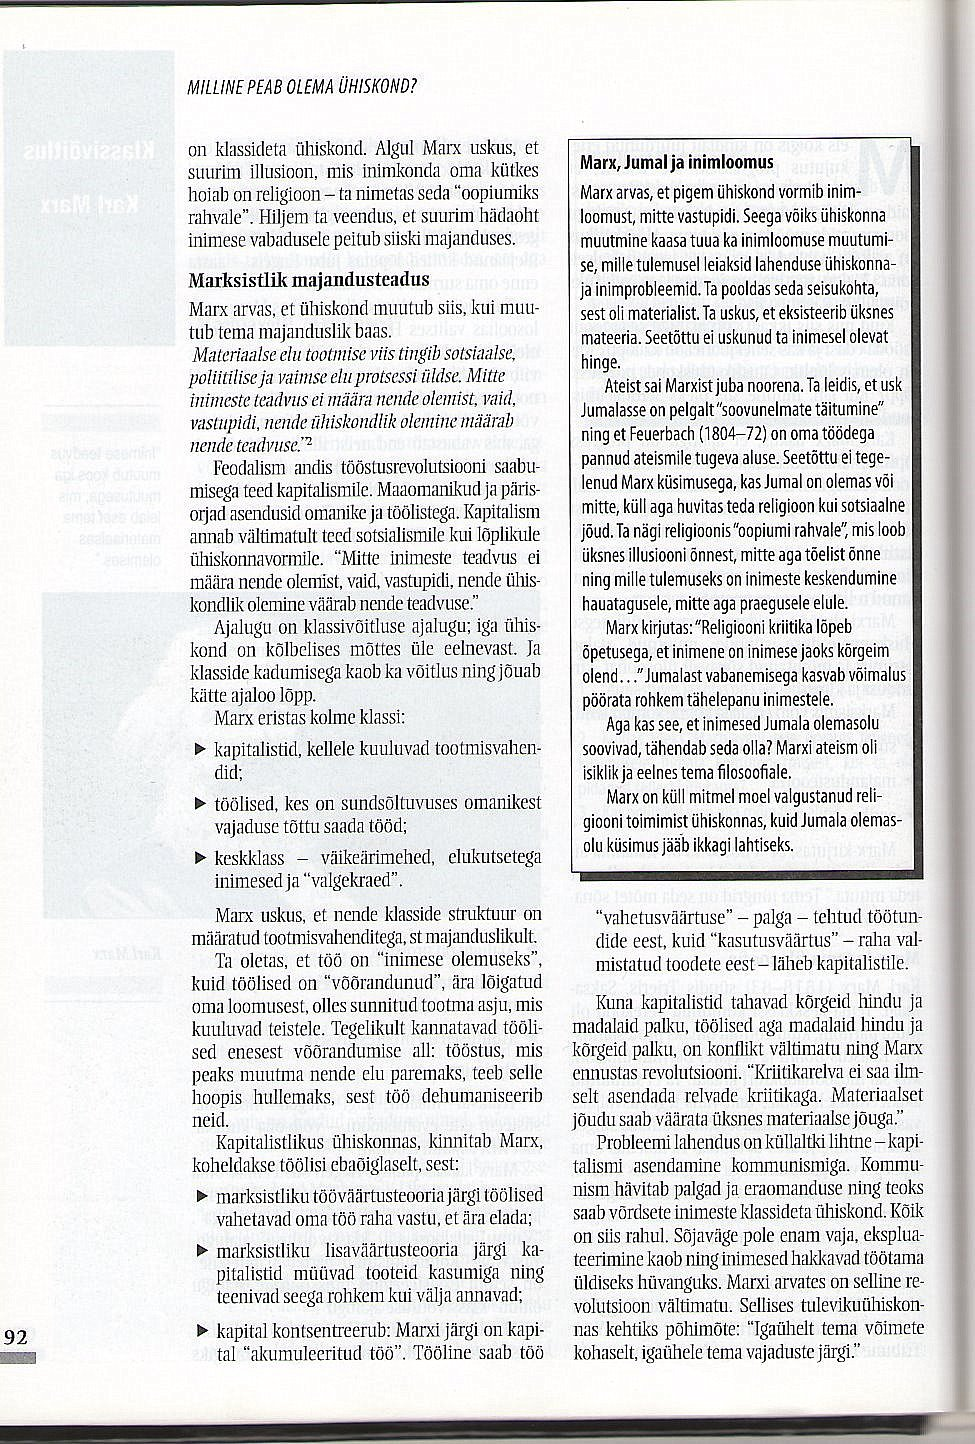 MILLINE PEAB OLEMA ÜHISKOND?
on klassideta ühiskond. Algul Marx uskus, et
suurim illusioon, mis inimkonda oma kütkes
hoiab on religioon – ta nimetas seda “oopiumiks
rahvale”. Hiljem ta veendus, et suurim hädaoht
inimese vabadusele peitub siiski majanduses.
Marksistlik majandusteadus
Marx arvas, et ühiskond muutub siis, kui muu-
tub tema majanduslik baas.
Materiaalse elu tootmise viis tingib sotsiaalse,
poliitilise ja vaimse elu protsessi üldse. Mitte
inimeste teadvus ei määra nende olemist, vaid,
vastupidi, nende ühiskondlik olemine määrab
nende teadvuse.”2
Feodalism andis tööstusrevolutsiooni saabu-
misega teed kapitalismile. Maaomanikud ja päris-
orjad asendusid omanike ja töölistega. Kapitalism
annab vältimatult teed sotsialismile kui lõplikule
ühiskonnavormile. “Mitte inimeste teadvus ei
määra nende olemist, vaid, vastupidi, nende ühis-
kondlik olemine väärab nende teadvuse.”
Ajalugu on klassivõitluse ajalugu; iga ühis-
kond on kõlbelises mõttes üle eelnevast. Ja
klasside kadumisega kaob ka võitlus ning jõuab
kätte ajaloo lõpp.
Marx eristas kolme klassi:
▶ kapitalistid, kellele kuuluvad tootmisvahen-
did;
▶ töölised, kes on sundsõltuvuses omanikest
vajaduse tõttu saada tööd;
▶ keskklass – väikeärimehed, elukutsetega
inimesed ja “valgekraed”.
Marx uskus, et nende klasside struktuur on
määratud tootmisvahenditega, st majanduslikult.
Ta oletas, et töö on “inimese olemuseks”,
kuid töölised on “võõrandunud”, ära lõigatud
oma loomusest, olles sunnitud tootma asju, mis
kuuluvad teistele. Tegelikult kannatavad tööli-
sed enesest võõrandumise all: tööstus, mis
peaks muutma nende elu paremaks, teeb selle
hoopis hullemaks, sest töö dehumaniseerib
neid.
Kapitalistlikus ühiskonnas, kinnitab Marx,
koheldakse töölisi ebaõiglaselt, sest:
▶ marksistliku tööväärtusteooria järgi töölised
vahetavad oma töö raha vastu, et ära elada;
▶ marksistliku lisaväärtusteooria järgi ka-
pitalistid müüvad tooteid kasumiga ning
teenivad seega rohkem kui välja annavad;
▶ kapital kontsentreerub: Marxi järgi on kapi-
tal “akumuleeritud töö”. Tööline saab töö
92
Marx, Jumal ja inimloomus
Marx arvas, et pigem ühiskond vormib inim-
loomust, mitte vastupidi. Seega võiks ühiskonna
muutmine kaasa tuua ka inimloomuse muutumi-
se, mille tulemusel leiaksid lahenduse ühiskonna-
ja inimprobleemid. Ta pooldas seda seisukohta,
sest oli materialist. Ta uskus, et eksisteerib üksnes
mateeria. Seetõttu ei uskunud ta inimesel olevat
hinge.
Ateist sai Marxist juba noorena. Ta leidis, et usk
Jumalasse on pelgalt “soovunelmate täitumine”
ning et Feuerbach (1804–72) on oma töödega
pannud ateismile tugeva aluse. Seetõttu ei tege-
lenud Marx küsimusega, kas Jumal on olemas või
mitte, küll aga huvitas teda religioon kui sotsiaalne
jõud. Ta nägi religioonis “oopiumi rahvale”, mis loob
üksnes illusiooni õnnest, mitte aga tõelist õnne
ning mille tulemuseks on inimeste keskendumine
hauatagusele, mitte aga praegusele elule.
Marx kirjutas: “Religiooni kriitika lõpeb
õpetusega, et inimene on inimese jaoks kõrgeim
olend . . .” Jumalast vabanemisega kasvab võimalus
pöörata rohkem tähelepanu inimestele.
Aga kas see, et inimesed Jumala olemasolu
soovivad, tähendab seda olla? Marxi ateism oli
isiklik ja eelnes tema filosoofiale.
Marx on küll mitmel moel valgustanud reli-
giooni toimimist ühiskonnas, kuid Jumala olemas-
olu küsimus jääb ikkagi lahtiseks.
“vahetusväärtuse” – palga – tehtud töötun-
dide eest, kuid “kasutusväärtus” – raha val-
mistatud toodete eest – läheb kapitalistile.
Kuna kapitalistid tahavad kõrgeid hindu ja
madalaid palku, töölised aga madalaid hindu ja
kõrgeid palku, on konflikt vältimatu ning Marx
ennustas revolutsiooni. “Kriitikarelva ei saa ilm-
selt asendada relvade kriitikaga. Materiaalset
jõudu saab väärata üksnes materiaalse jõuga.”
Probleemi lahendus on küllaltki lihtne – kapi-
talismi asendamine kommunismiga. Kommu-
nism hävitab palgad ja eraomanduse ning teoks
saab võrdsete inimeste klassideta ühiskond. Kõik
on siis rahul. Sõjaväge pole enam vaja, eksplua-
teerimine kaob ning inimesed hakkavad töötama
üldiseks hüvanguks. Marxi arvates on selline re-
volutsioon vältimatu. Sellises tulevikuühiskon-
nas kehtiks põhimõte: “Igaühelt tema võimete
kohaselt, igaühele tema vajaduste järgi.”